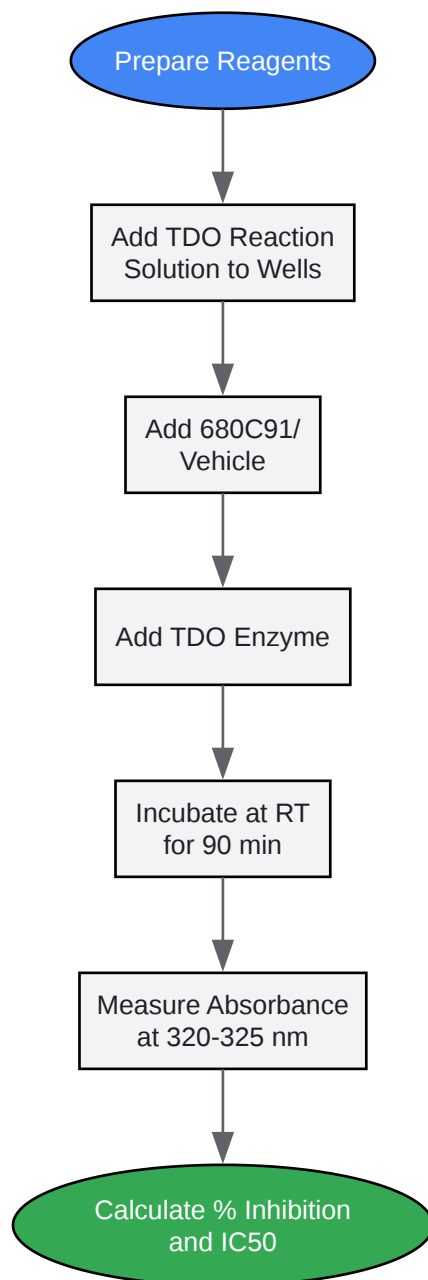 Prepare Reagents
Add TDO Reaction
Solution to Wells
Add 680C91/
Vehicle
Add TDO Enzyme
Incubate at RT
for 90 min
Measure Absorbance
at 320-325 nm
Calculate % Inhibition
and IC50